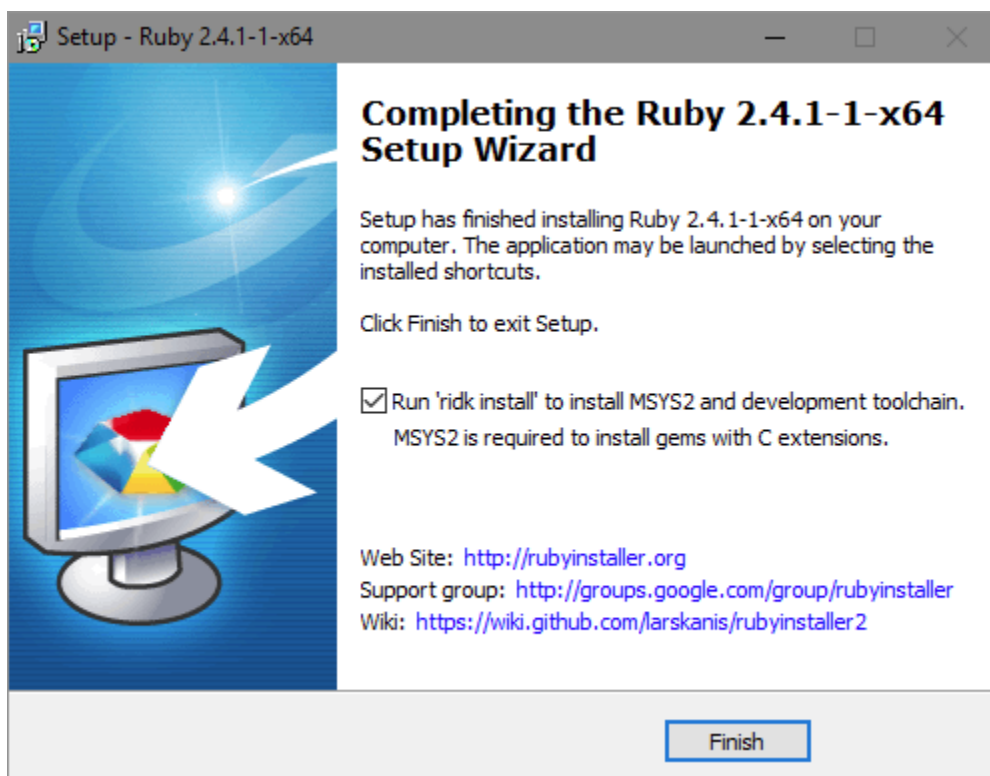 Setup - Ruby 2.4.1-1-x64
Completing the Ruby 2.4.1-1-x64
Setup Wizard
Setup has finished installing Ruby 2.4.1-1-x64 on your
computer. The application may be launched by selecting the
installed shortcuts.
Click Finish to exit Setup.
Run 'ridk install' to install MSYS2 and development toolchain.
MSYS2 is required to install gems with C extensions.
Web Site: http://rubyinstaller.org
Support group: http://groups.google.com/group/rubyinstaller
Wiki: https://wiki.github.com/larskanis/rubyinstaller2
Finish